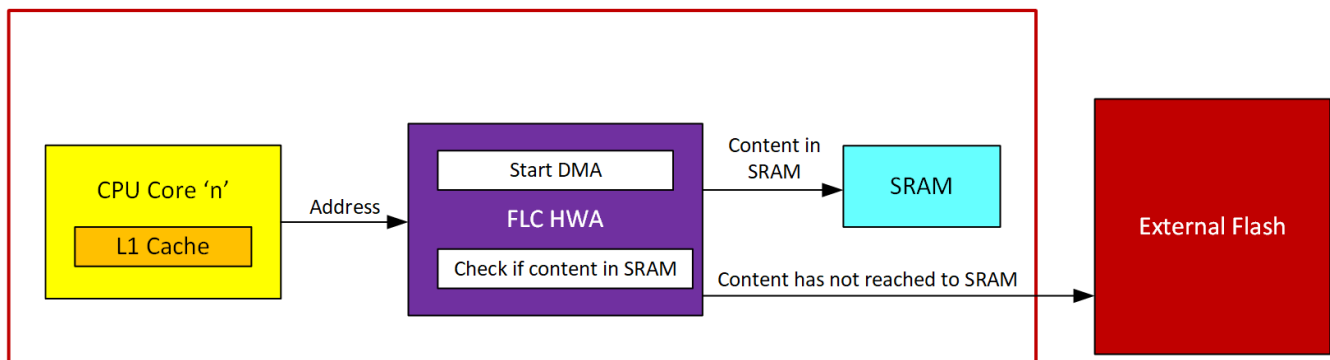 CPU Core ‘n’
L1 Cache
Address
Start DMA
FLC HWA
Check if content in SRAM
Content in
SRAM
SRAM
Content has not reached to SRAM
External Flash